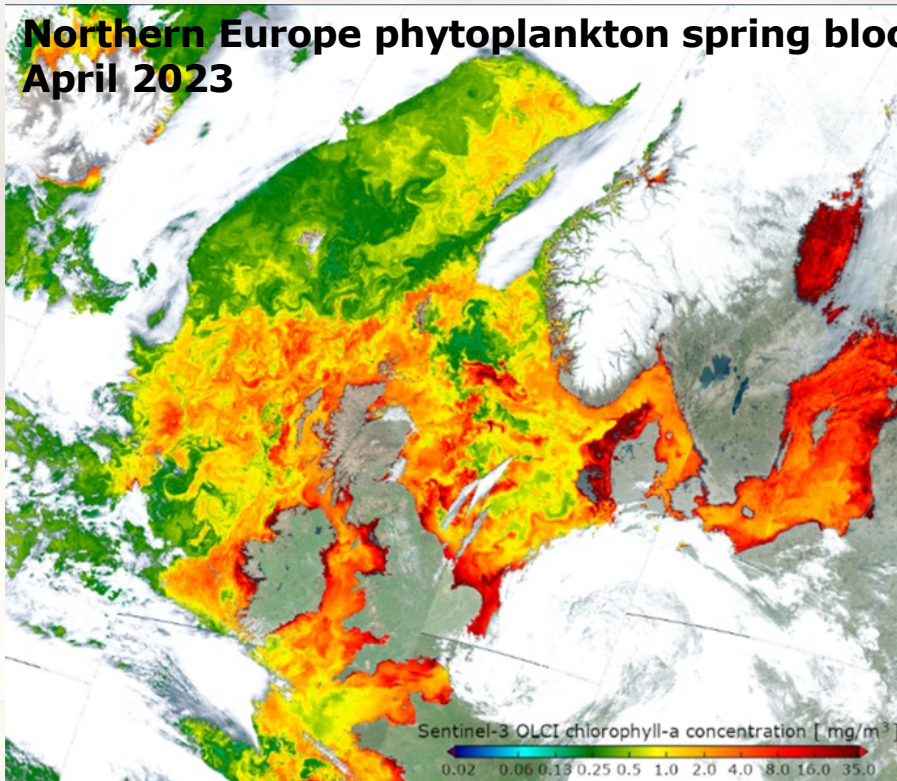 Northern Europe phytoplankton spring bloo
April 2023
Sentinel-3 OLCI chlorophyll-a concentration [ mg/m³]
0.02 0.06 0.13 0.25 0.5 1.0 2.0 4.0 8.0 16.0 35.0